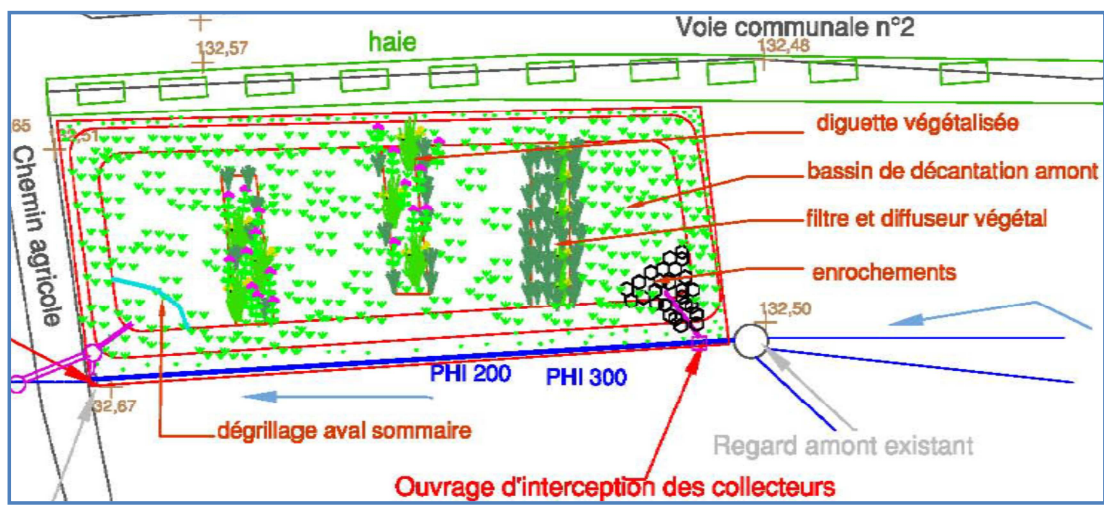 Voie communale n°2
haie
132,57
132,48
diguette végétalisée
65
bassin de décantation amont
Chemin agricole
filtre et diffuseur végétal
enrochements
132,50
PHI 200
PHI 300
32,67
dégrillage aval sommaire
Regard amont existant
Ouvrage d'interception des collecteurs